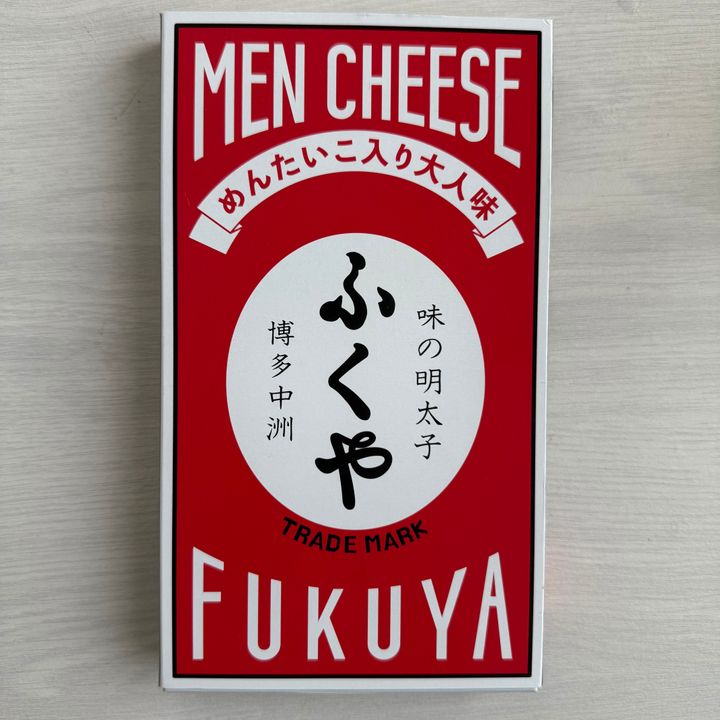 MEN CHEESE
めんたいこ入り大人味
味の明太子
ふくや
博多中洲
TRADE MARK
FUKUYA